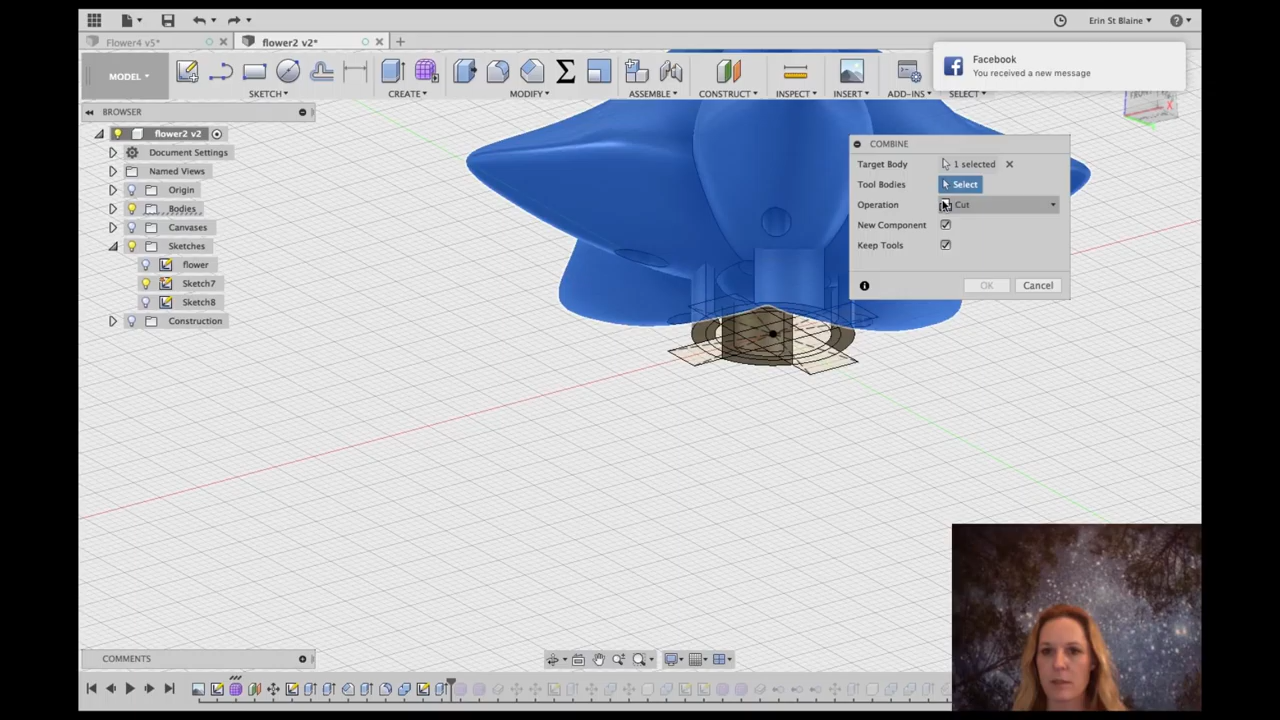 Erin St Blaine
Flower4 v5*
flower2 v2*
Facebook
You received a new message
MODEL
SKETCH
CREATE
MODIFY
ASSEMBLE
CONSTRUCT
INSPECT
INSERT
ADD-INS
SELECT
BROWSER
flower2 v2
Document Settings
Named Views
Origin
Bodies
Canvases
Sketches
flower
Sketch7
Sketch8
Construction
COMBINE
Target Body 1 selected
Tool Bodies Select
Operation Cut
New Component
Keep Tools
OK Cancel
COMMENTS